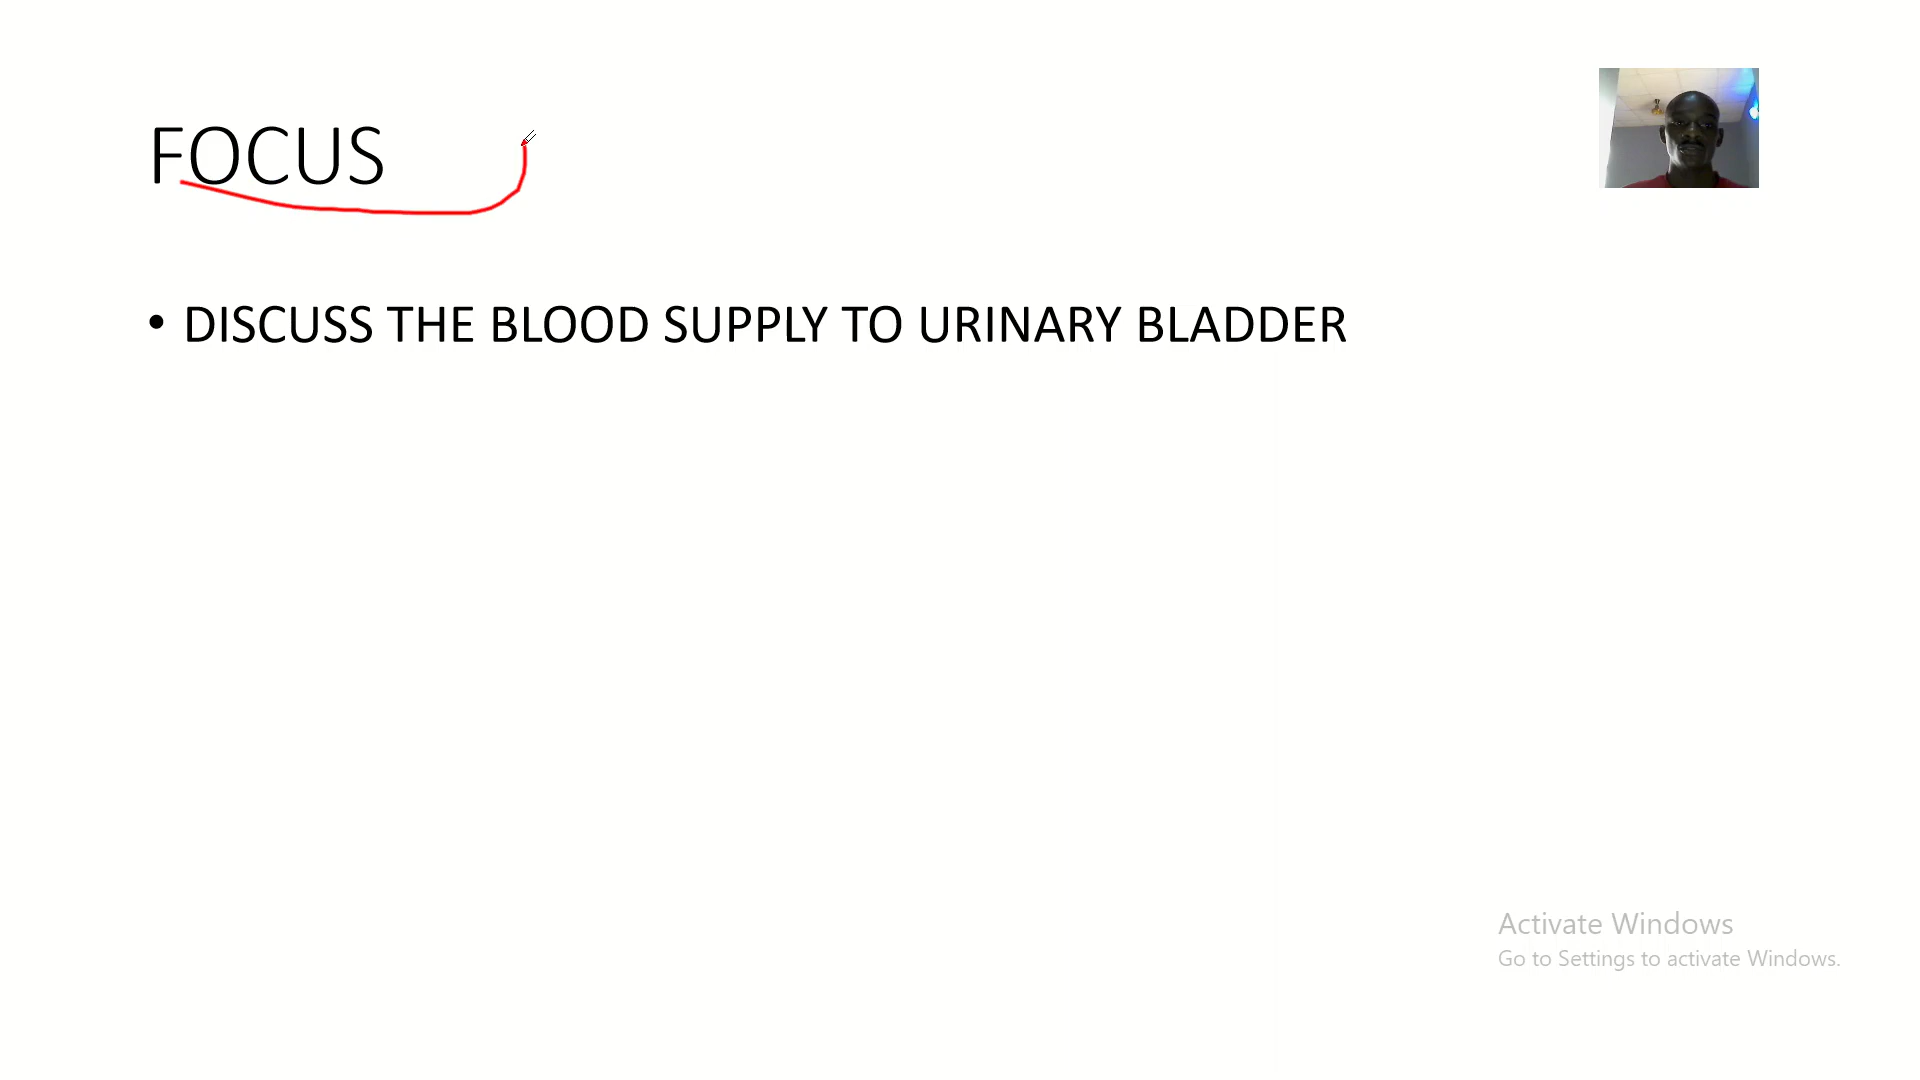 FOCUS
• DISCUSS THE BLOOD SUPPLY TO URINARY BLADDER
Activate Windows
Go to Settings to activate Windows.